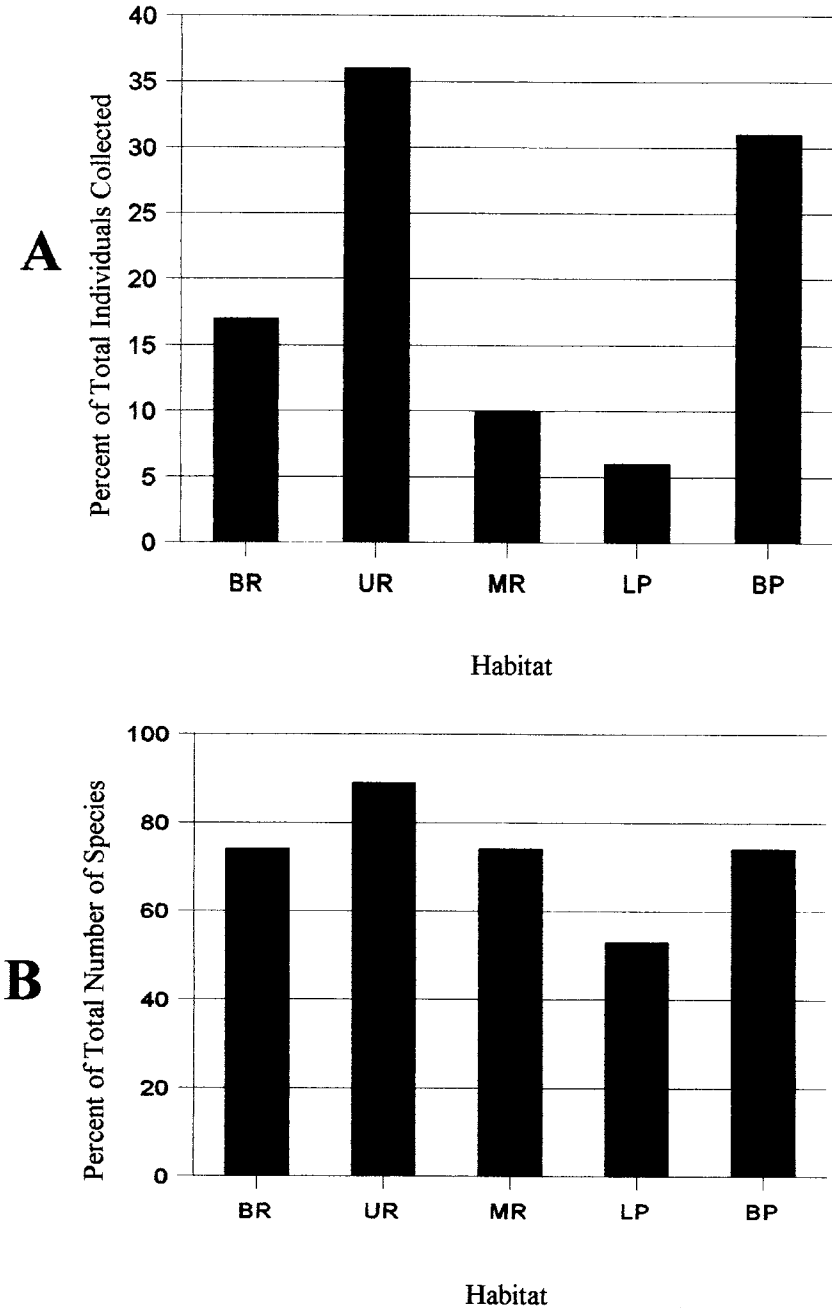 A
Percent of Total Individuals Collected
40
35
30
25
20
15
10
5
0
BR UR MR LP BP
Habitat
B
Percent of Total Number of Species
100
80
60
40
20
0
BR UR MR LP BP
Habitat